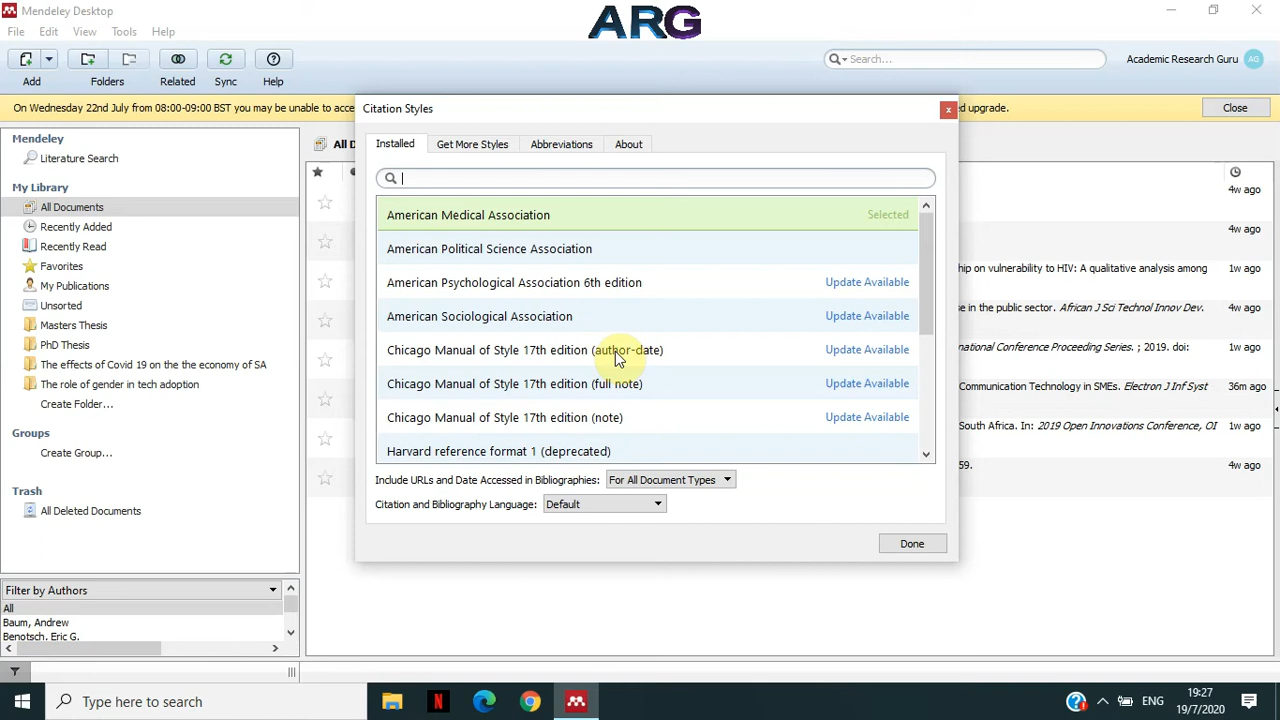 Mendeley Desktop
ARG
File Edit View Tools Help
Search...
Academic Research Guru AG
Add Folders Related Sync Help
On Wednesday 22nd July from 08:00-09:00 BST you may be unable to acce
ed upgrade.
Close
Citation Styles
Mendeley
Literature Search
My Library
All Documents
Recently Added
Recently Read
Favorites
My Publications
Unsorted
Masters Thesis
PhD Thesis
The effects of Covid 19 on the the economy of SA
The role of gender in tech adoption
Create Folder...
Groups
Create Group...
Trash
All Deleted Documents
Filter by Authors
All
Baum, Andrew
Benotsch, Eric G.
All D
Installed Get More Styles Abbreviations About
American Medical Association Selected
American Political Science Association
American Psychological Association 6th edition Update Available
American Sociological Association Update Available
Chicago Manual of Style 17th edition (author-date) Update Available
Chicago Manual of Style 17th edition (full note) Update Available
Chicago Manual of Style 17th edition (note) Update Available
Harvard reference format 1 (deprecated)
Include URLs and Date Accessed in Bibliographies: For All Document Types
Citation and Bibliography Language: Default
Done
4w ago
4w ago
hip on vulnerability to HIV: A qualitative analysis among 1w ago
e in the public sector. African J Sci Technol Innov Dev. 4w ago
national Conference Proceeding Series. ; 2019. doi: 1w ago
Communication Technology in SMEs. Electron J Inf Syst 36m ago
South Africa. In: 2019 Open Innovations Conference, OI 1w ago
59. 4w ago
Type here to search
N
ENG
19:27
19/7/2020